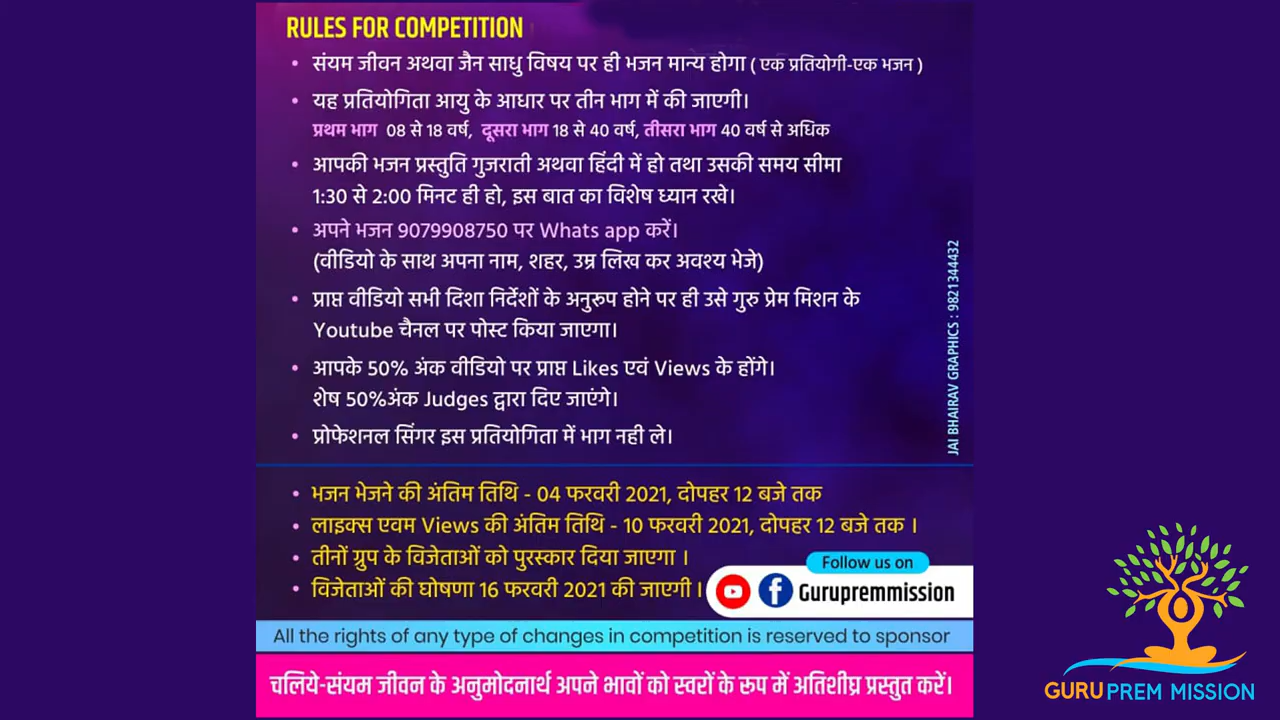 RULES FOR COMPETITION
• संयम जीवन अथवा जैन साधु विषय पर ही भजन मान्य होगा ( एक प्रतियोगी-एक भजन )
• यह प्रतियोगिता आयु के आधार पर तीन भाग में की जाएगी।
प्रथम भाग 08 से 18 वर्ष, दूसरा भाग 18 से 40 वर्ष, तीसरा भाग 40 वर्ष से अधिक
• आपकी भजन प्रस्तुति गुजराती अथवा हिंदी में हो तथा उसकी समय सीमा
1:30 से 2:00 मिनट ही हो, इस बात का विशेष ध्यान रखे।
• अपने भजन 9079908750 पर Whats app करें।
(वीडियो के साथ अपना नाम, शहर, उम्र लिख कर अवश्य भेजे)
• प्राप्त वीडियो सभी दिशा निर्देशों के अनुरूप होने पर ही उसे गुरु प्रेम मिशन के
Youtube चैनल पर पोस्ट किया जाएगा।
• आपके 50% अंक वीडियो पर प्राप्त Likes एवं Views के होंगे।
शेष 50%अंक Judges द्वारा दिए जाएंगे।
• प्रोफेशनल सिंगर इस प्रतियोगिता में भाग नही ले।
JAI BHAIRAV GRAPHICS : 9821344432
• भजन भेजने की अंतिम तिथि - 04 फरवरी 2021, दोपहर 12 बजे तक
• लाइक्स एवम Views की अंतिम तिथि - 10 फरवरी 2021, दोपहर 12 बजे तक ।
• तीनों ग्रुप के विजेताओं को पुरस्कार दिया जाएगा ।
• विजेताओं की घोषणा 16 फरवरी 2021 की जाएगी ।
Follow us on
Gurupremmission
All the rights of any type of changes in competition is reserved to sponsor
चलिये-संयम जीवन के अनुमोदनार्थ अपने भावों को स्वरों के रूप में अतिशीघ्र प्रस्तुत करें।
GURU PREM MISSION